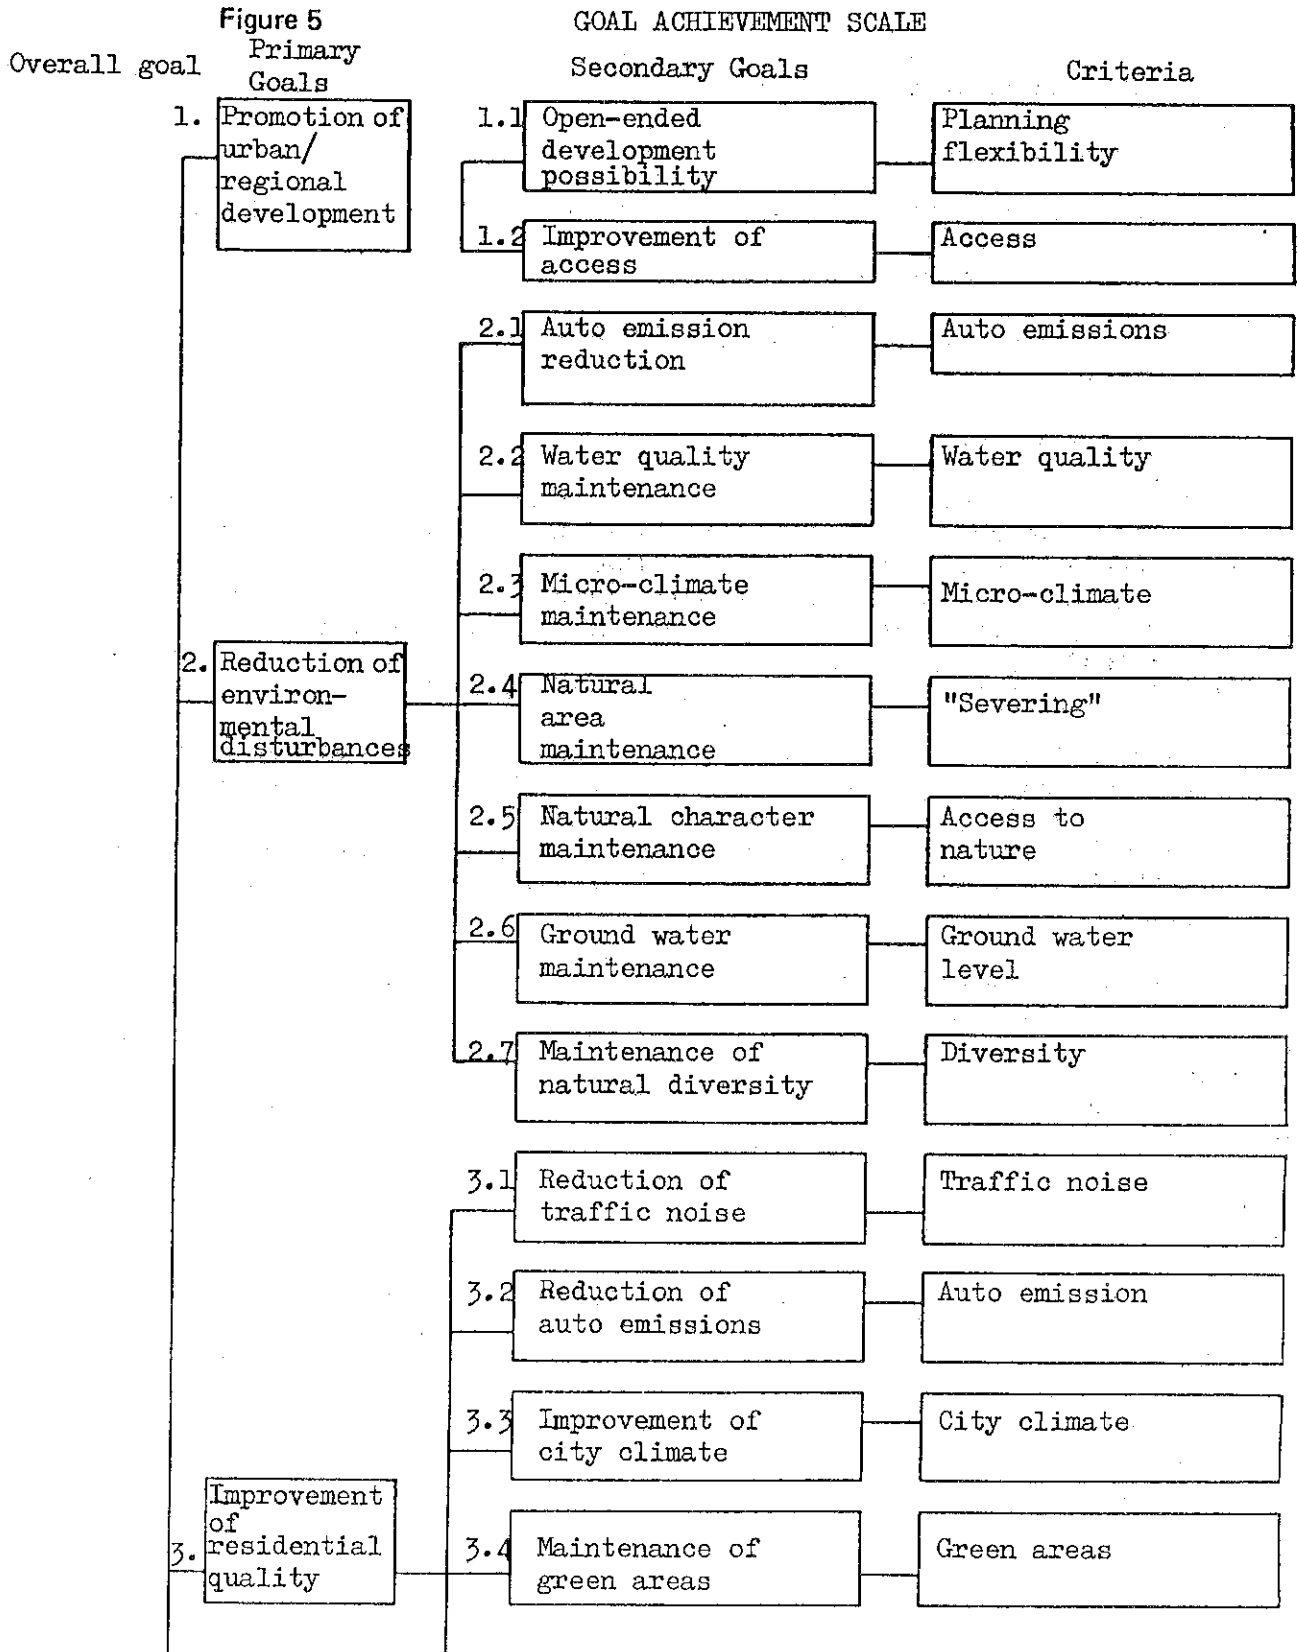 Figure 5
GOAL ACHIEVEMENT SCALE
Overall goal
Primary
Goals
Secondary Goals
Criteria
1. Promotion of
urban/
regional
development
1.1 Open-ended
development
possibility
Planning
flexibility
1.2 Improvement of
access
Access
2.1 Auto emission
reduction
Auto emissions
2.2 Water quality
maintenance
Water quality
2.3 Micro-climate
maintenance
Micro-climate
2. Reduction of
environ-
mental
disturbances
2.4 Natural
area
maintenance
"Severing"
2.5 Natural character
maintenance
Access to
nature
2.6 Ground water
maintenance
Ground water
level
2.7 Maintenance of
natural diversity
Diversity
3.1 Reduction of
traffic noise
Traffic noise
3.2 Reduction of
auto emissions
Auto emission
3.3 Improvement of
city climate
City climate
3. Improvement
of
residential
quality
3.4 Maintenance of
green areas
Green areas